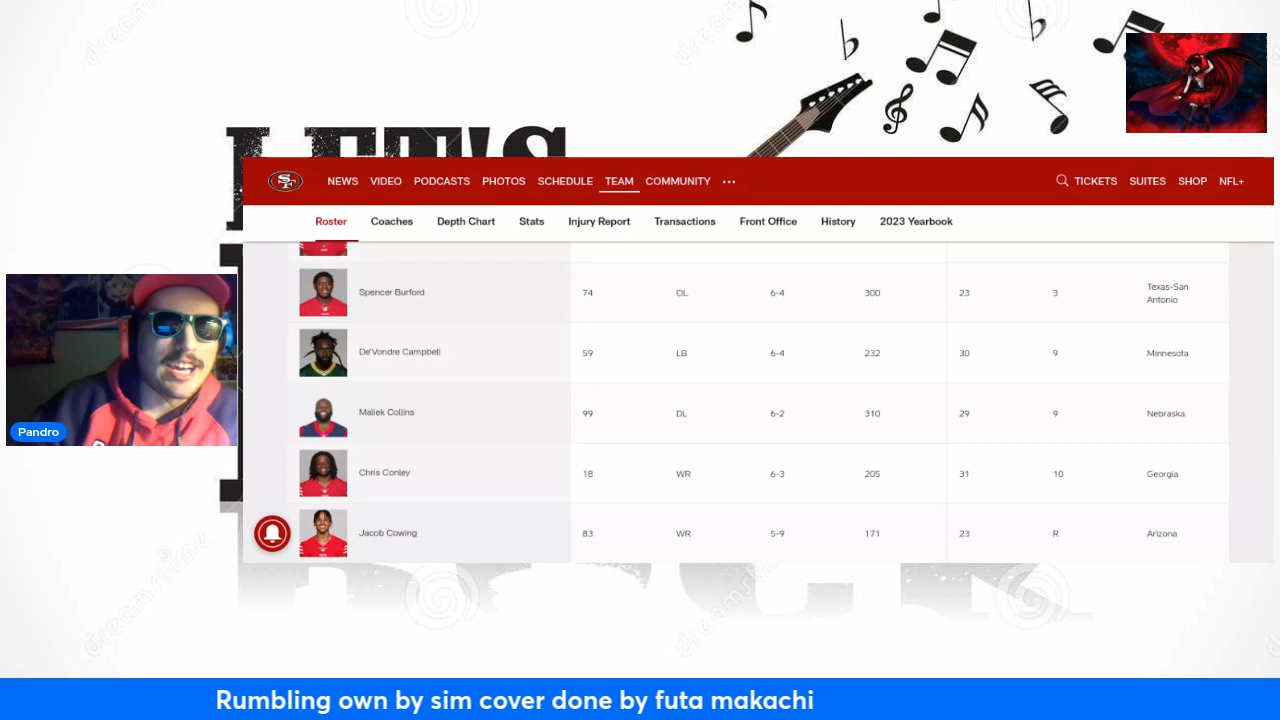 LET'S
NEWS VIDEO PODCASTS PHOTOS SCHEDULE TEAM COMMUNITY ••• TICKETS SUITES SHOP NFL+
Roster Coaches Depth Chart Stats Injury Report Transactions Front Office History 2023 Yearbook
Spencer Burford 74 OL 6-4 300 23 3 Texas-San
Antonio
De'Vondre Campbell 59 LB 6-4 232 30 9 Minnesota
Maliek Collins 99 DL 6-2 310 29 9 Nebraska
Chris Conley 18 WR 6-3 205 31 10 Georgia
Jacob Cowing 83 WR 5-9 171 23 R Arizona
Pandro
Rumbling own by sim cover done by futa makachi